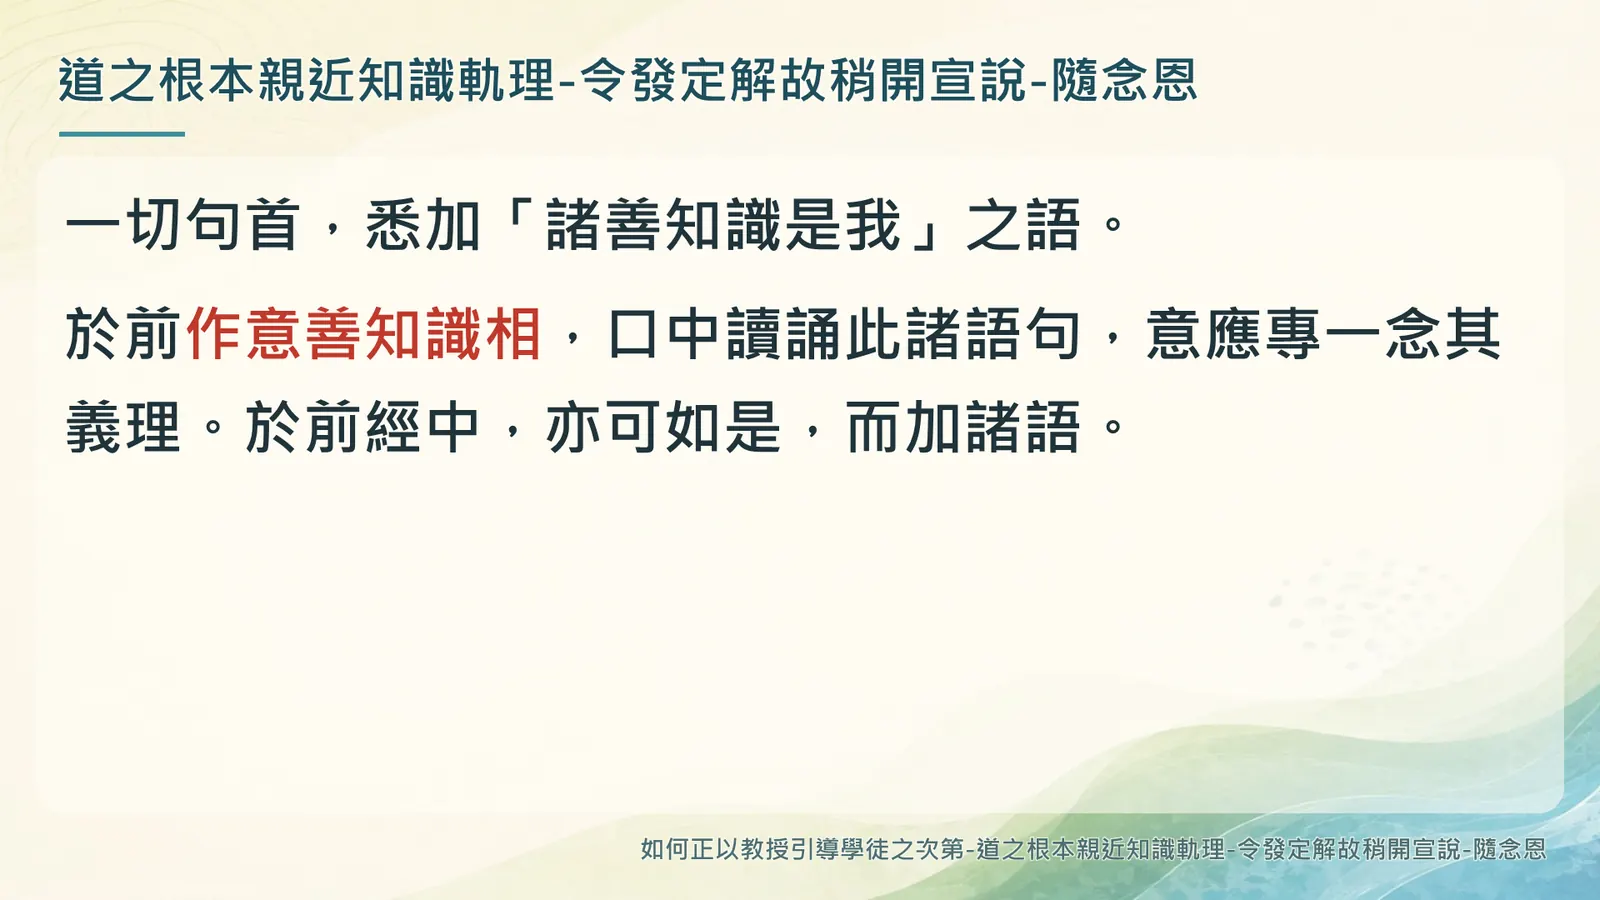 道之根本親近知識軌理-令發定解故稍開宣說-隨念恩
一切句首，悉加「諸善知識是我」之語。
於前作意善知識相，口中讀誦此諸語句，意應專一念其
義理。於前經中，亦可如是，而加諸語。
如何正以教授引導學徒之次第-道之根本親近知識軌理-令發定解故稍開宣說-隨念恩